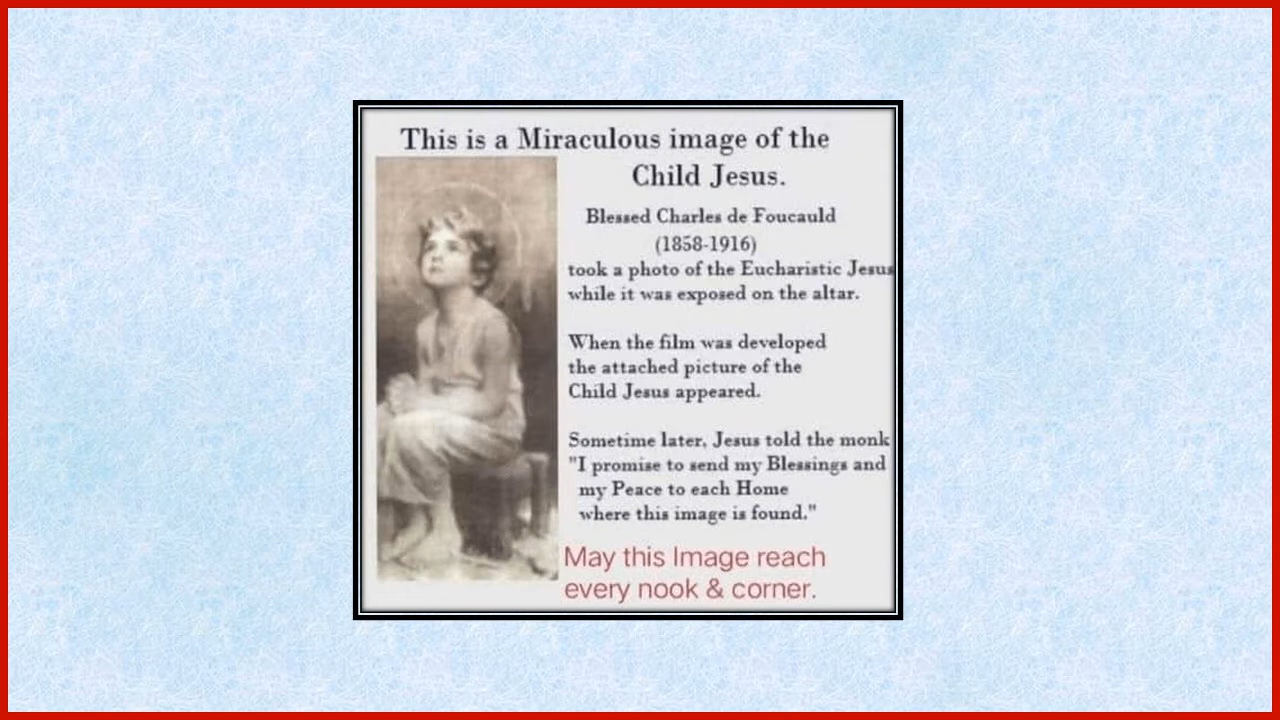 This is a Miraculous image of the
Child Jesus.
Blessed Charles de Foucauld
(1858-1916)
took a photo of the Eucharistic Jesus
while it was exposed on the altar.
When the film was developed
the attached picture of the
Child Jesus appeared.
Sometime later, Jesus told the monk
"I promise to send my Blessings and
my Peace to each Home
where this image is found."
May this Image reach
every nook & corner.